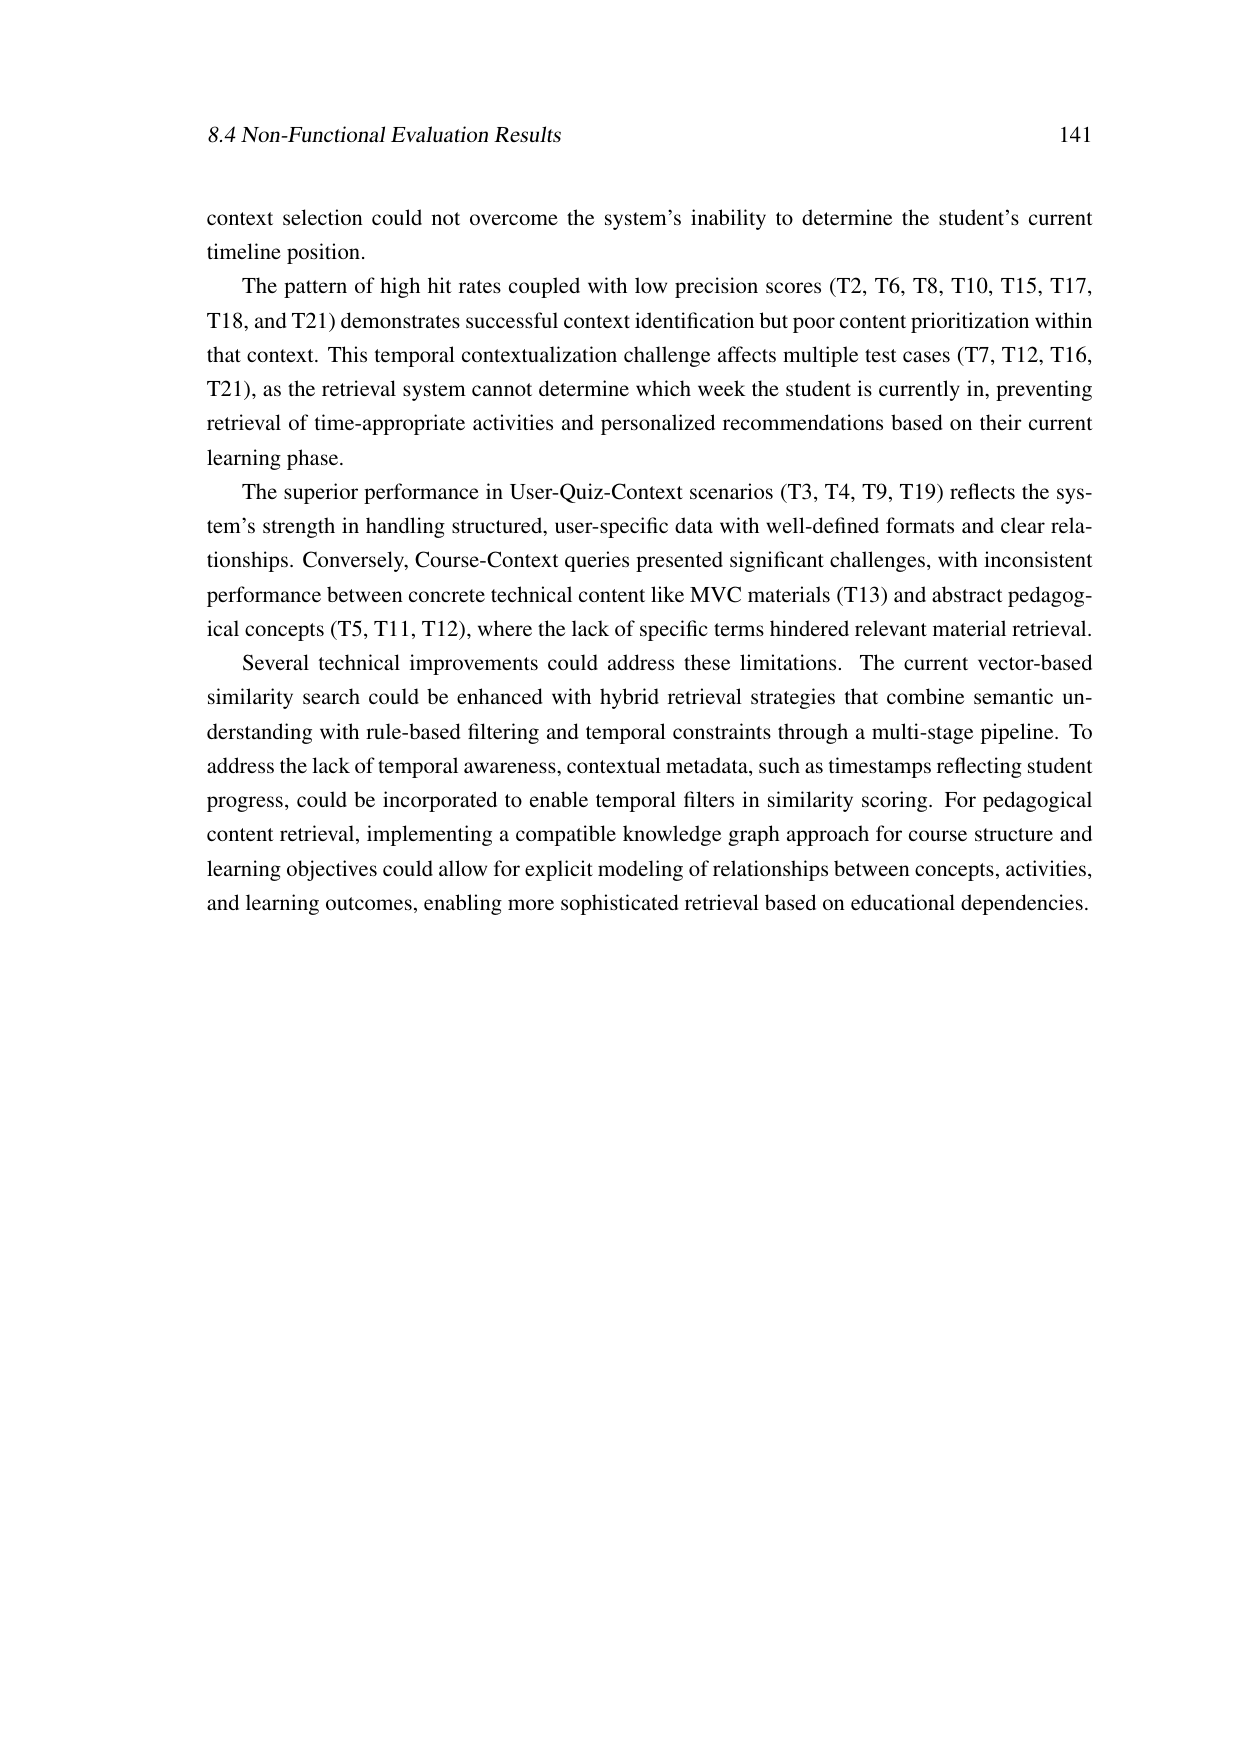 8.4 Non-Functional Evaluation Results 141
context selection could not overcome the system's inability to determine the student's current
timeline position.
The pattern of high hit rates coupled with low precision scores (T2, T6, T8, T10, T15, T17,
T18, and T21) demonstrates successful context identification but poor content prioritization within
that context. This temporal contextualization challenge affects multiple test cases (T7, T12, T16,
T21), as the retrieval system cannot determine which week the student is currently in, preventing
retrieval of time-appropriate activities and personalized recommendations based on their current
learning phase.
The superior performance in User-Quiz-Context scenarios (T3, T4, T9, T19) reflects the sys-
tem's strength in handling structured, user-specific data with well-defined formats and clear rela-
tionships. Conversely, Course-Context queries presented significant challenges, with inconsistent
performance between concrete technical content like MVC materials (T13) and abstract pedagog-
ical concepts (T5, T11, T12), where the lack of specific terms hindered relevant material retrieval.
Several technical improvements could address these limitations. The current vector-based
similarity search could be enhanced with hybrid retrieval strategies that combine semantic un-
derstanding with rule-based filtering and temporal constraints through a multi-stage pipeline. To
address the lack of temporal awareness, contextual metadata, such as timestamps reflecting student
progress, could be incorporated to enable temporal filters in similarity scoring. For pedagogical
content retrieval, implementing a compatible knowledge graph approach for course structure and
learning objectives could allow for explicit modeling of relationships between concepts, activities,
and learning outcomes, enabling more sophisticated retrieval based on educational dependencies.